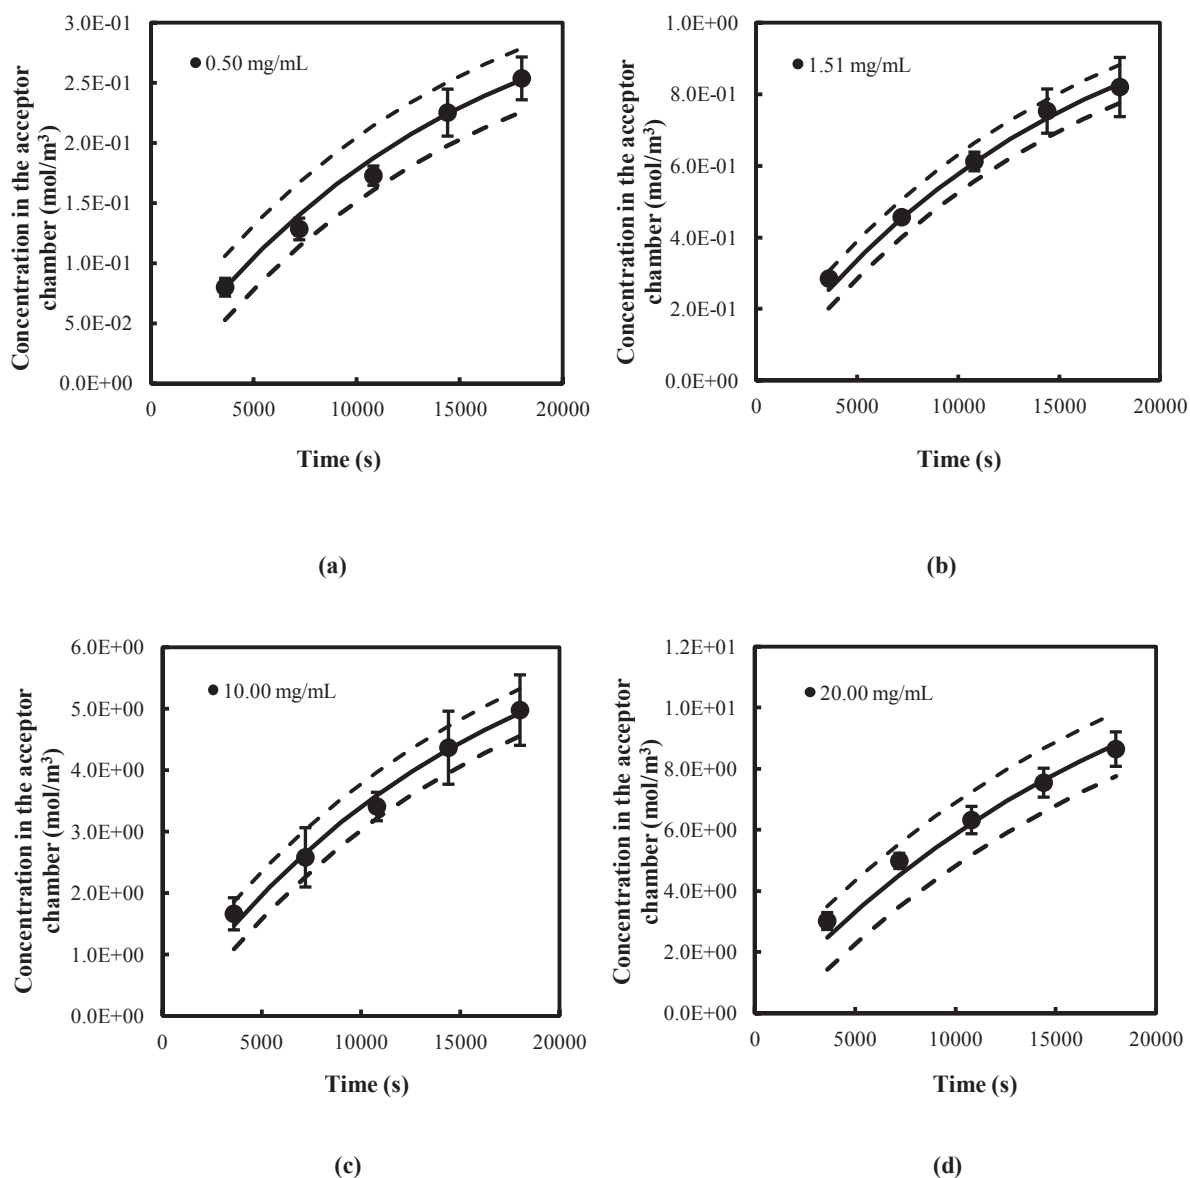 3.0E-01
2.5E-01
2.0E-01
1.5E-01
1.0E-01
5.0E-02
0.0E+00
Concentration in the acceptor
chamber (mol/m³)
0.50 mg/mL
0 5000 10000 15000 20000
Time (s)
(a)
1.0E+00
8.0E-01
6.0E-01
4.0E-01
2.0E-01
0.0E+00
Concentration in the acceptor
chamber (mol/m³)
1.51 mg/mL
0 5000 10000 15000 20000
Time (s)
(b)
6.0E+00
5.0E+00
4.0E+00
3.0E+00
2.0E+00
1.0E+00
0.0E+00
Concentration in the acceptor
chamber (mol/m³)
10.00 mg/mL
0 5000 10000 15000 20000
Time (s)
(c)
1.2E+01
1.0E+01
8.0E+00
6.0E+00
4.0E+00
2.0E+00
0.0E+00
Concentration in the acceptor
chamber (mol/m³)
20.00 mg/mL
0 5000 10000 15000 20000
Time (s)
(d)